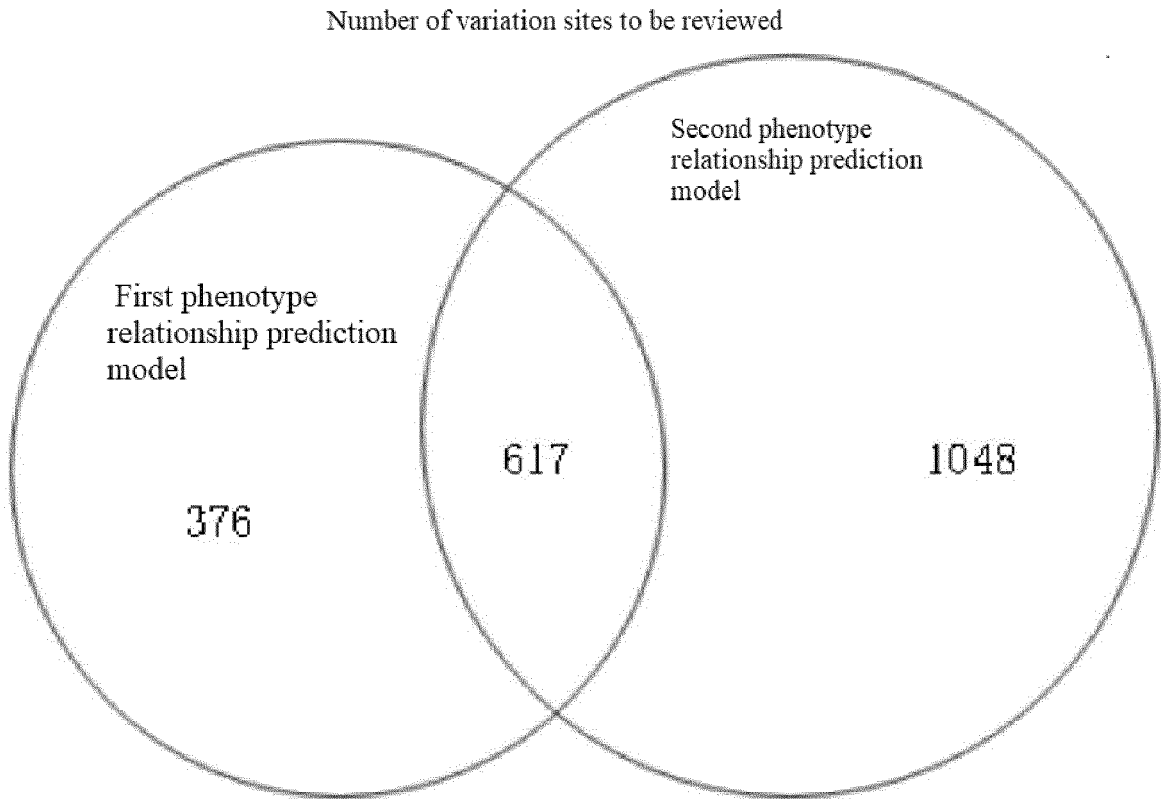 Number of variation sites to be reviewed
Second phenotype
relationship prediction
model
First phenotype
relationship prediction
model
617
1048
376